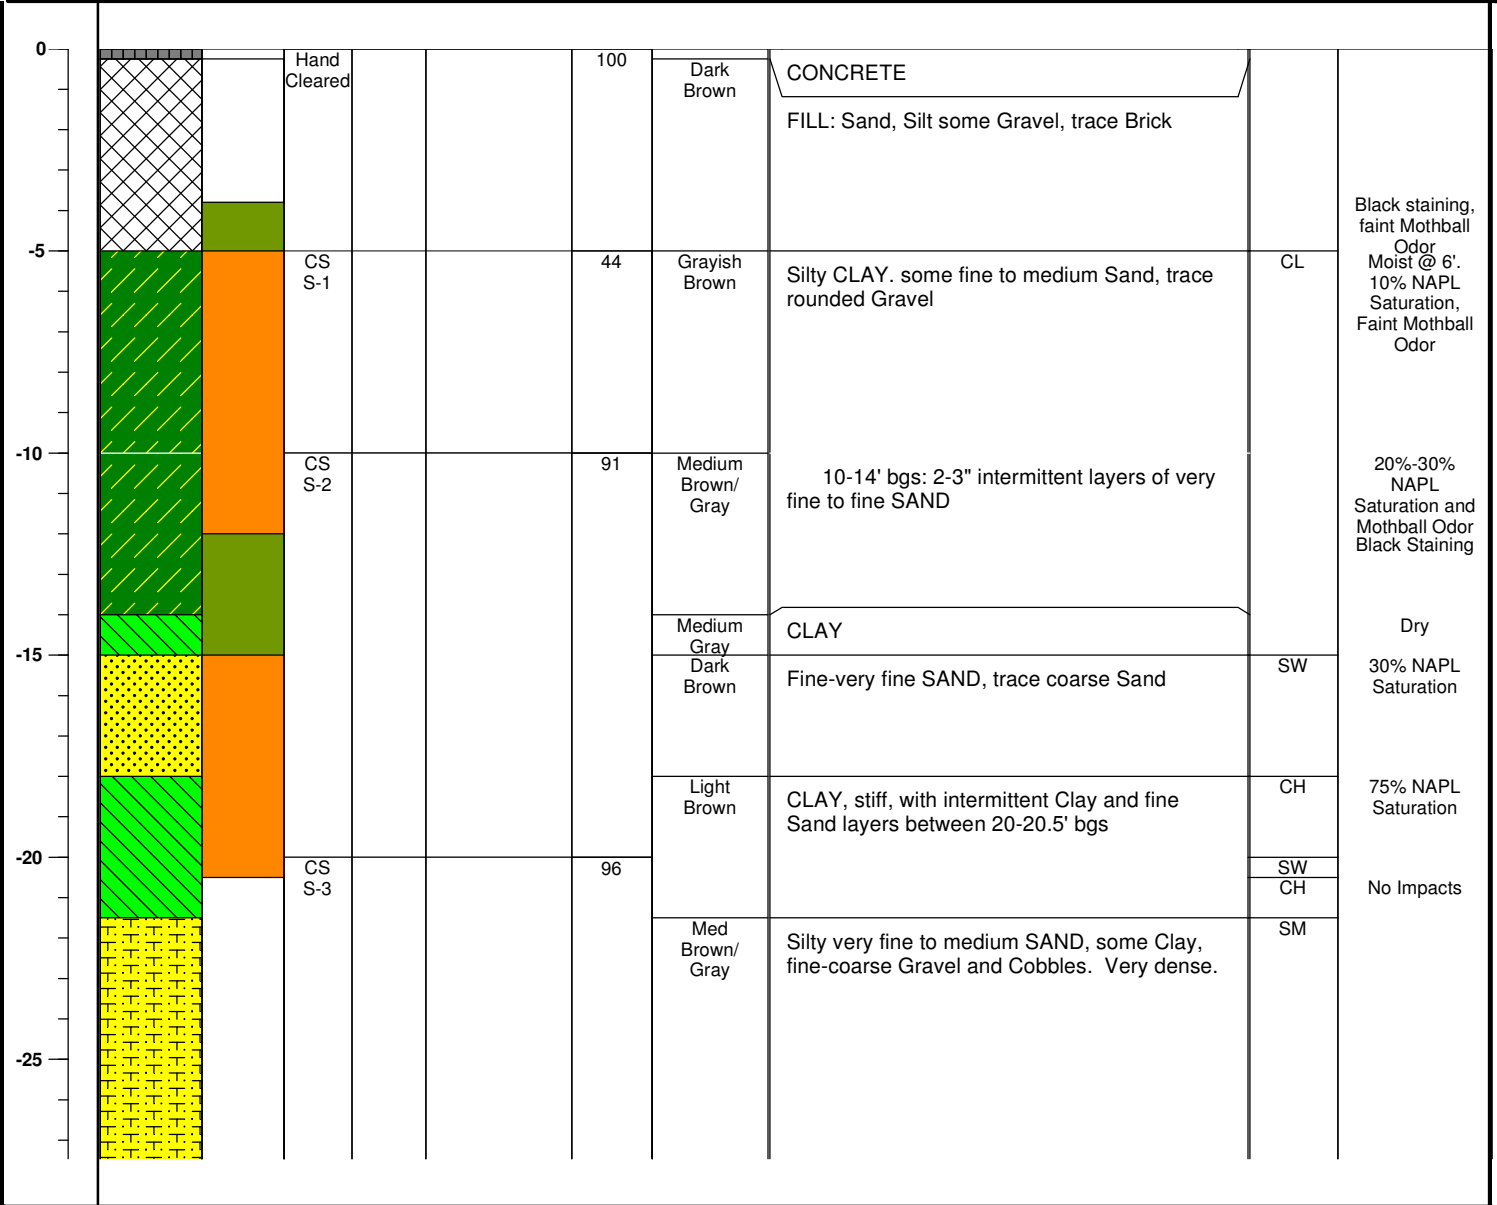 0
Hand
Cleared
100
Dark
Brown
CONCRETE
FILL: Sand, Silt some Gravel, trace Brick
Black staining,
faint Mothball
Odor
-5
CS
S-1
44
Grayish
Brown
Silty CLAY. some fine to medium Sand, trace
rounded Gravel
CL
Moist @ 6'.
10% NAPL
Saturation,
Faint Mothball
Odor
-10
CS
S-2
91
Medium
Brown/
Gray
10-14' bgs: 2-3" intermittent layers of very
fine to fine SAND
20%-30%
NAPL
Saturation and
Mothball Odor
Black Staining
Medium
Gray
CLAY
Dry
-15
Dark
Brown
Fine-very fine SAND, trace coarse Sand
SW
30% NAPL
Saturation
Light
Brown
CLAY, stiff, with intermittent Clay and fine
Sand layers between 20-20.5' bgs
CH
75% NAPL
Saturation
-20
CS
S-3
96
SW
CH
No Impacts
Med
Brown/
Gray
Silty very fine to medium SAND, some Clay,
fine-coarse Gravel and Cobbles.  Very dense.
SM
-25